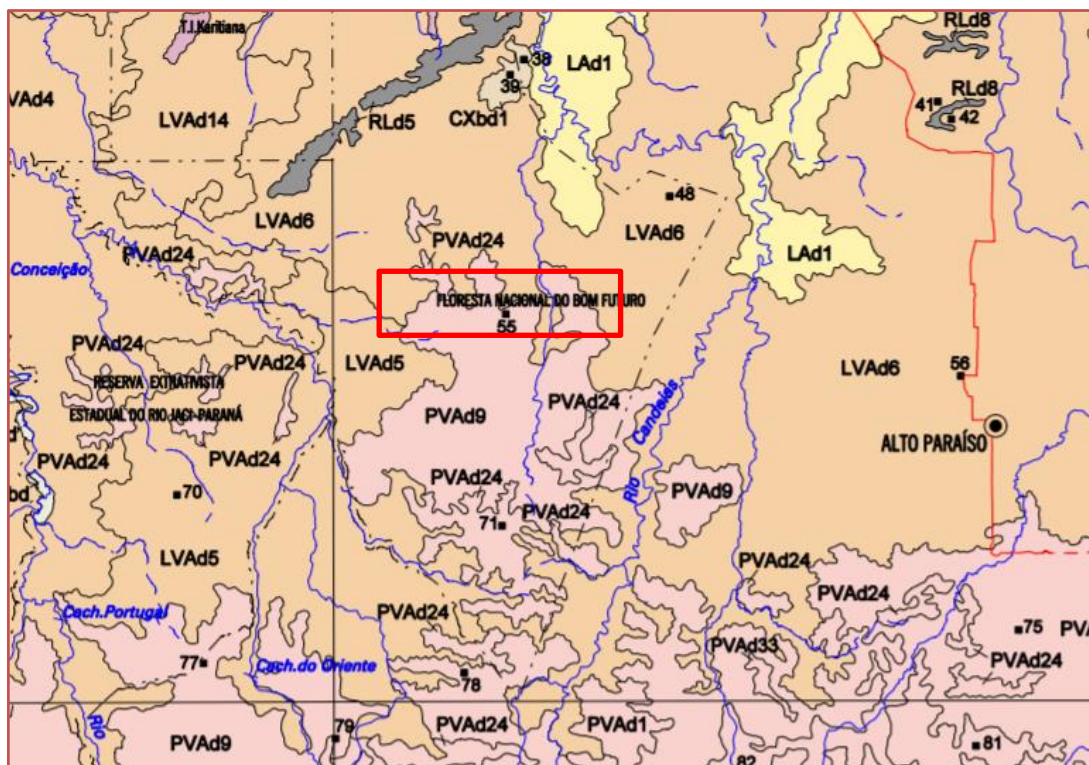 T.I.Karitiana
RLd8
38
LAd1
39
VAd4
41
RLd8
42
LVAd14
RLd5
CXbd1
48
LVAd6
PVAd24
LVAd6
PVAd24
LAd1
Conceição
FLORESTA NACIONAL DO BOM FUTURO
55
PVAd24
PVAd24
LVAd5
LVAd6
56
RESERVA EXTRATIVISTA
ESTADUAL DO RIO JACI-PARANÁ
PVAd9
PVAd24
Rio Candeias
ALTO PARAÍSO
PVAd24
PVAd24
PVAd24
PVAd9
70
bd
71
PVAd24
LVAd5
PVAd24
PVAd24
Cach.Portugal
PVAd24
PVAd33
75
PVA
77
Cach.do Oriente
78
PVAd24
Rio
79
PVAd9
PVAd24
PVAd1
81
82